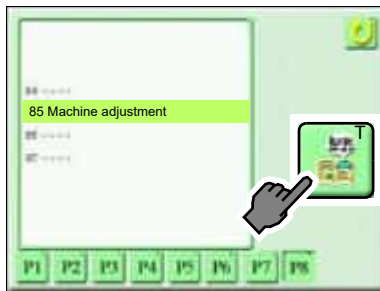 84 -----
85 Machine adjustment
86 -----
87 -----
T
P1 P2 P3 P4 P5 P6 P7 P8